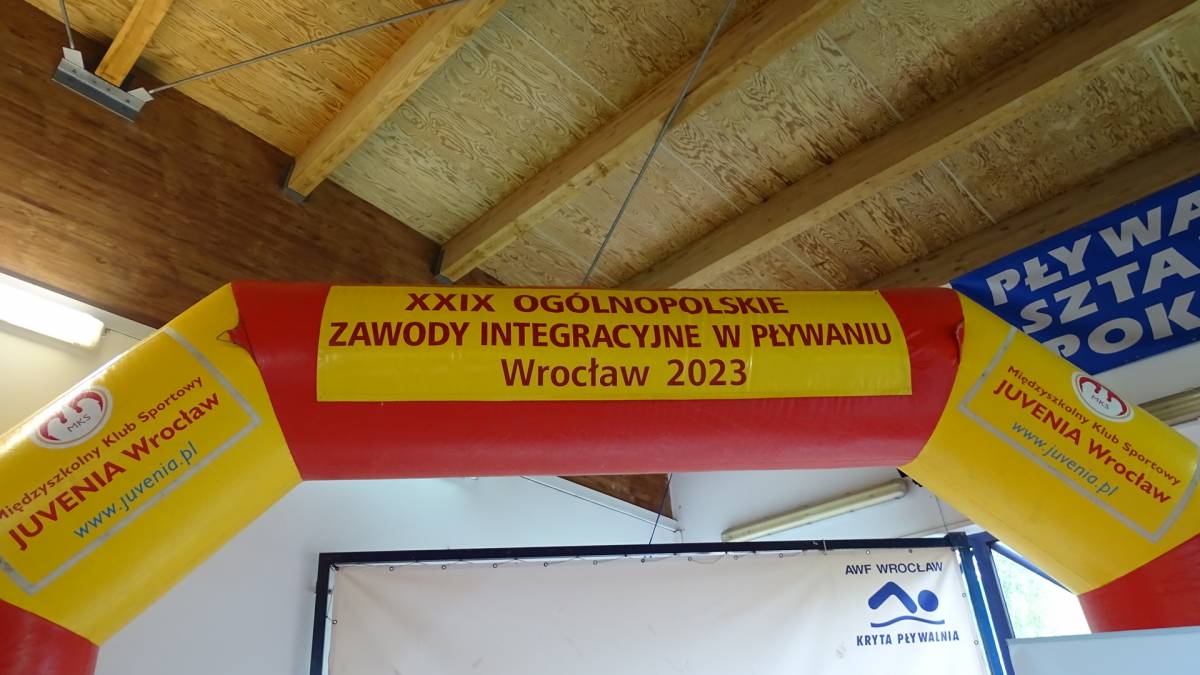 XXIX OGÓLNOPOLSKIE
ZAWODY INTEGRACYJNE W PŁYWANIU
Wrocław 2023
MKS
Międzyszkolny Klub Sportowy
JUVENIA Wrocław
www.juvenia.pl
MKS
Międzyszkolny Klub Sportowy
JUVENIA Wrocław
www.juvenia.pl
AWF WROCŁAW
KRYTA PŁYWALNIA